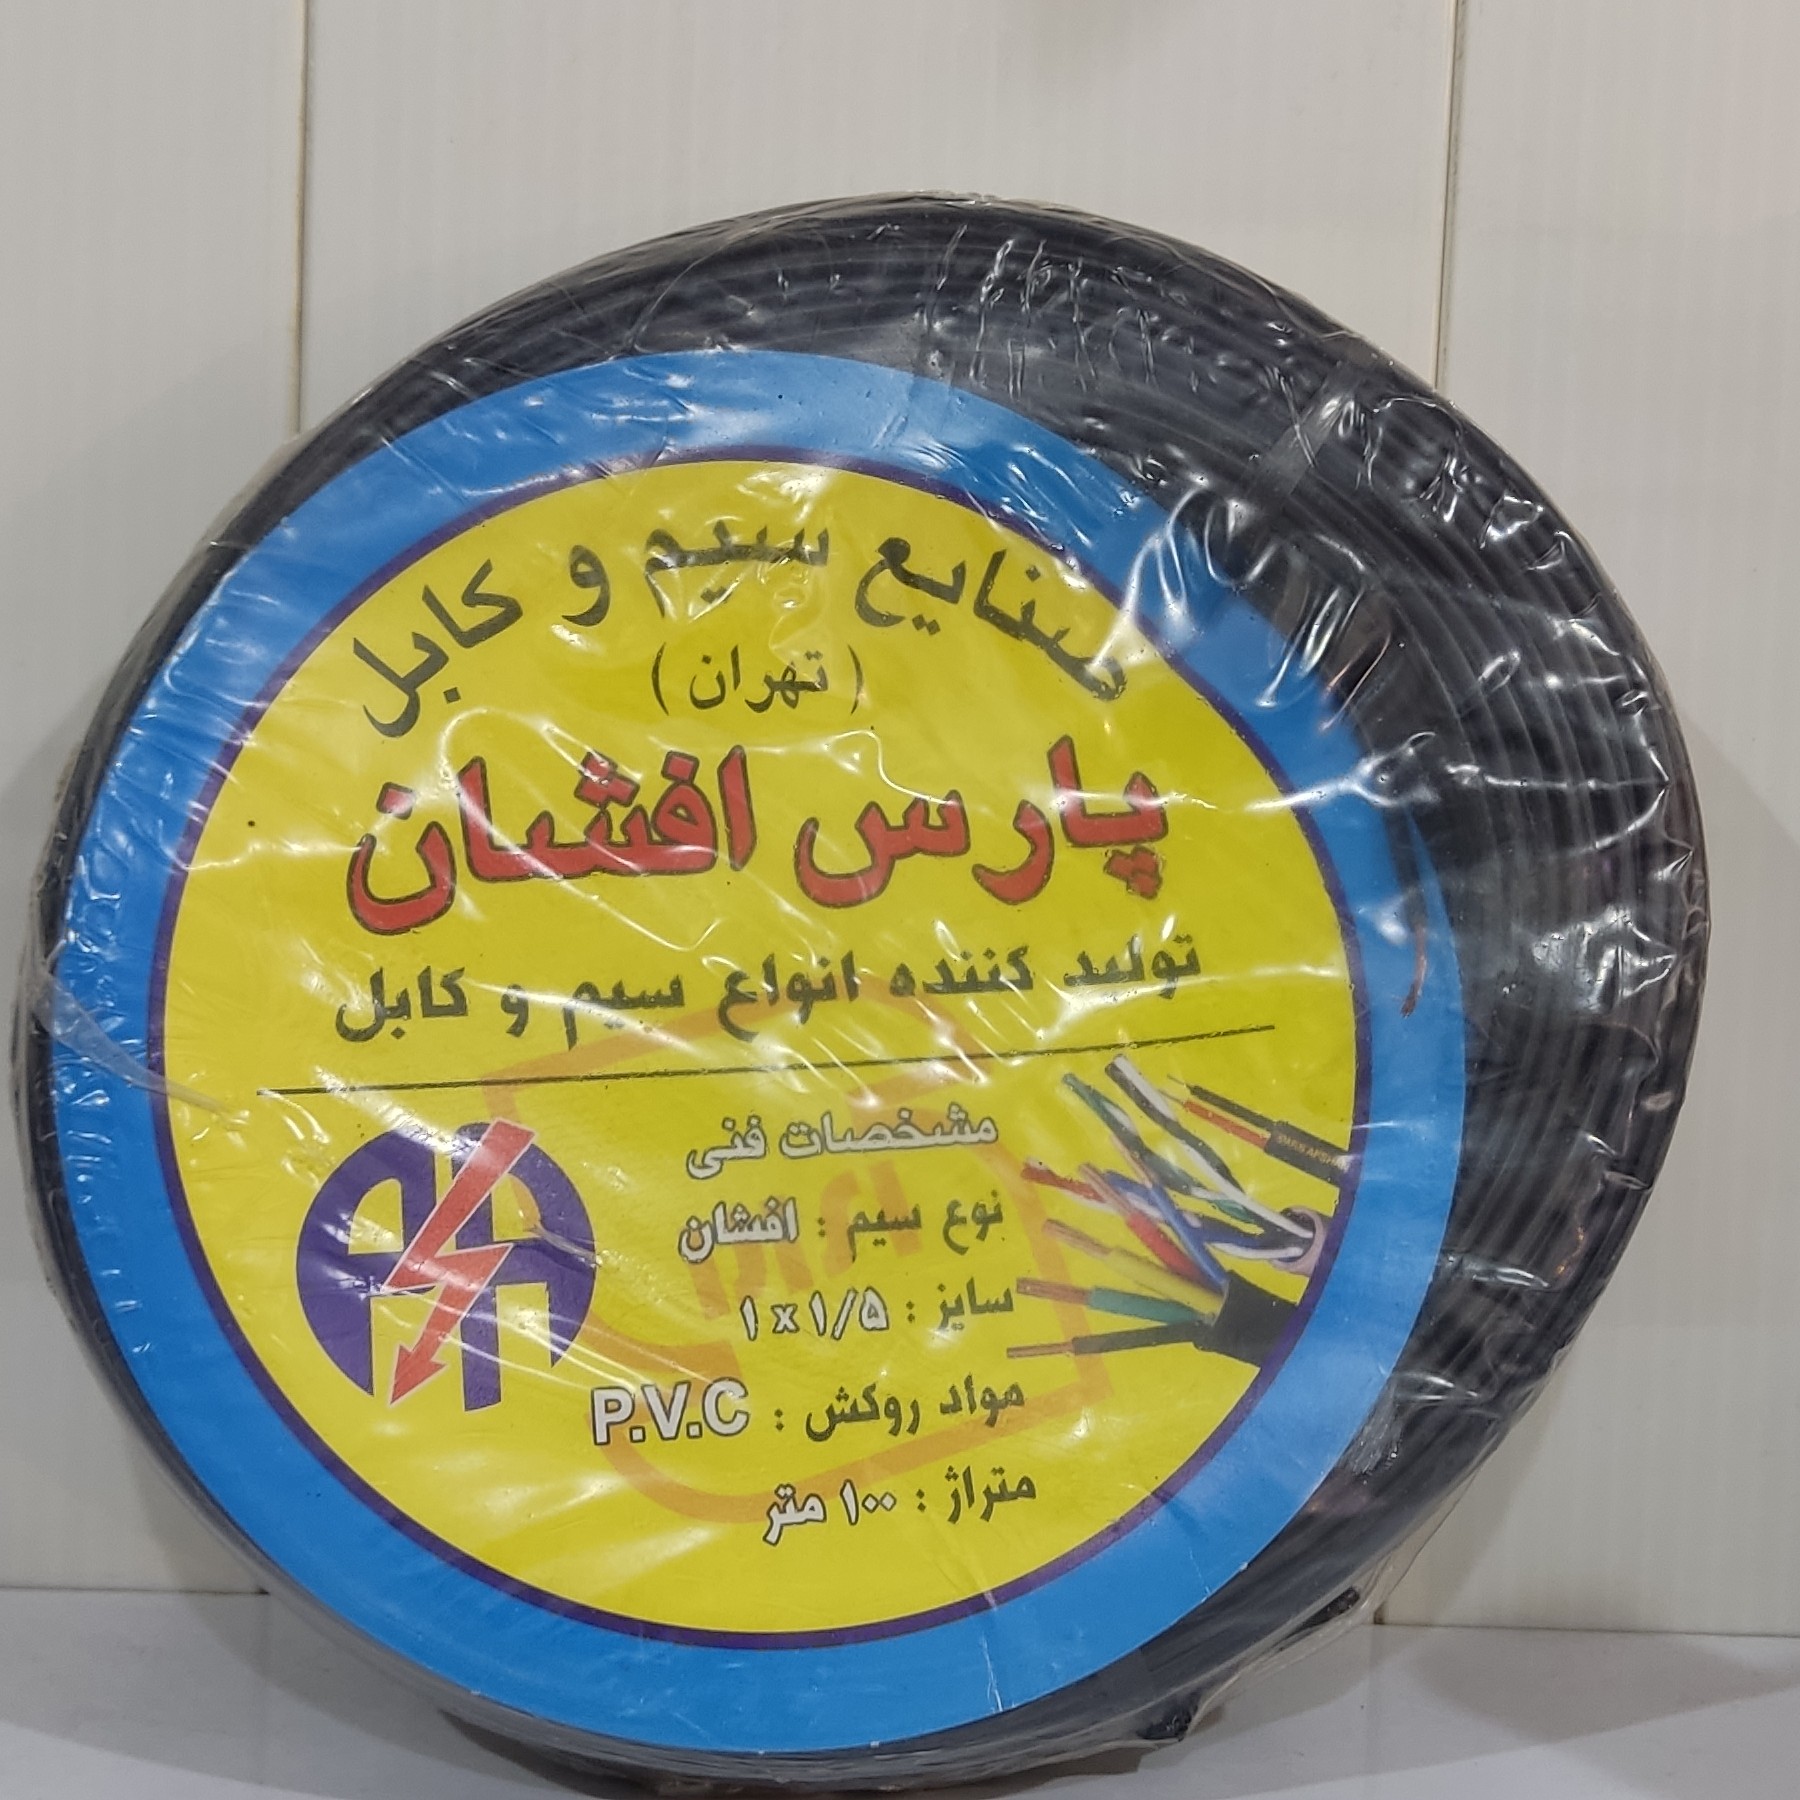 صنایع سیم و کابل
( تهران )
پارس افشان
تولید کننده انواع سیم و کابل
مشخصات فنی
نوع سیم : افشان
سایز : ۱/۵ x ۱
مواد روکش : P.V.C
متراژ : ۱۰۰ متر